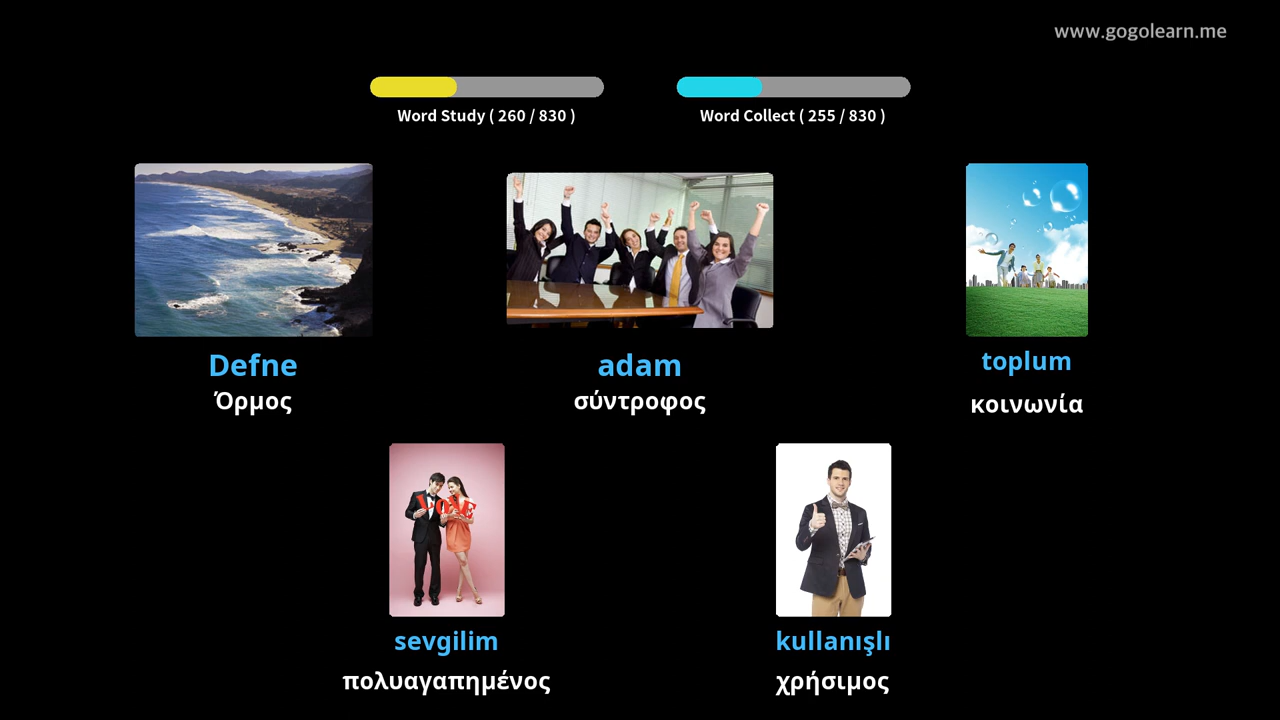 www.gogolearn.me
Word Study ( 260 / 830 )
Word Collect ( 255 / 830 )
Defne
Όρμος
adam
σύντροφος
toplum
κοινωνία
sevgilim
πολυαγαπημένος
kullanışlı
χρήσιμος